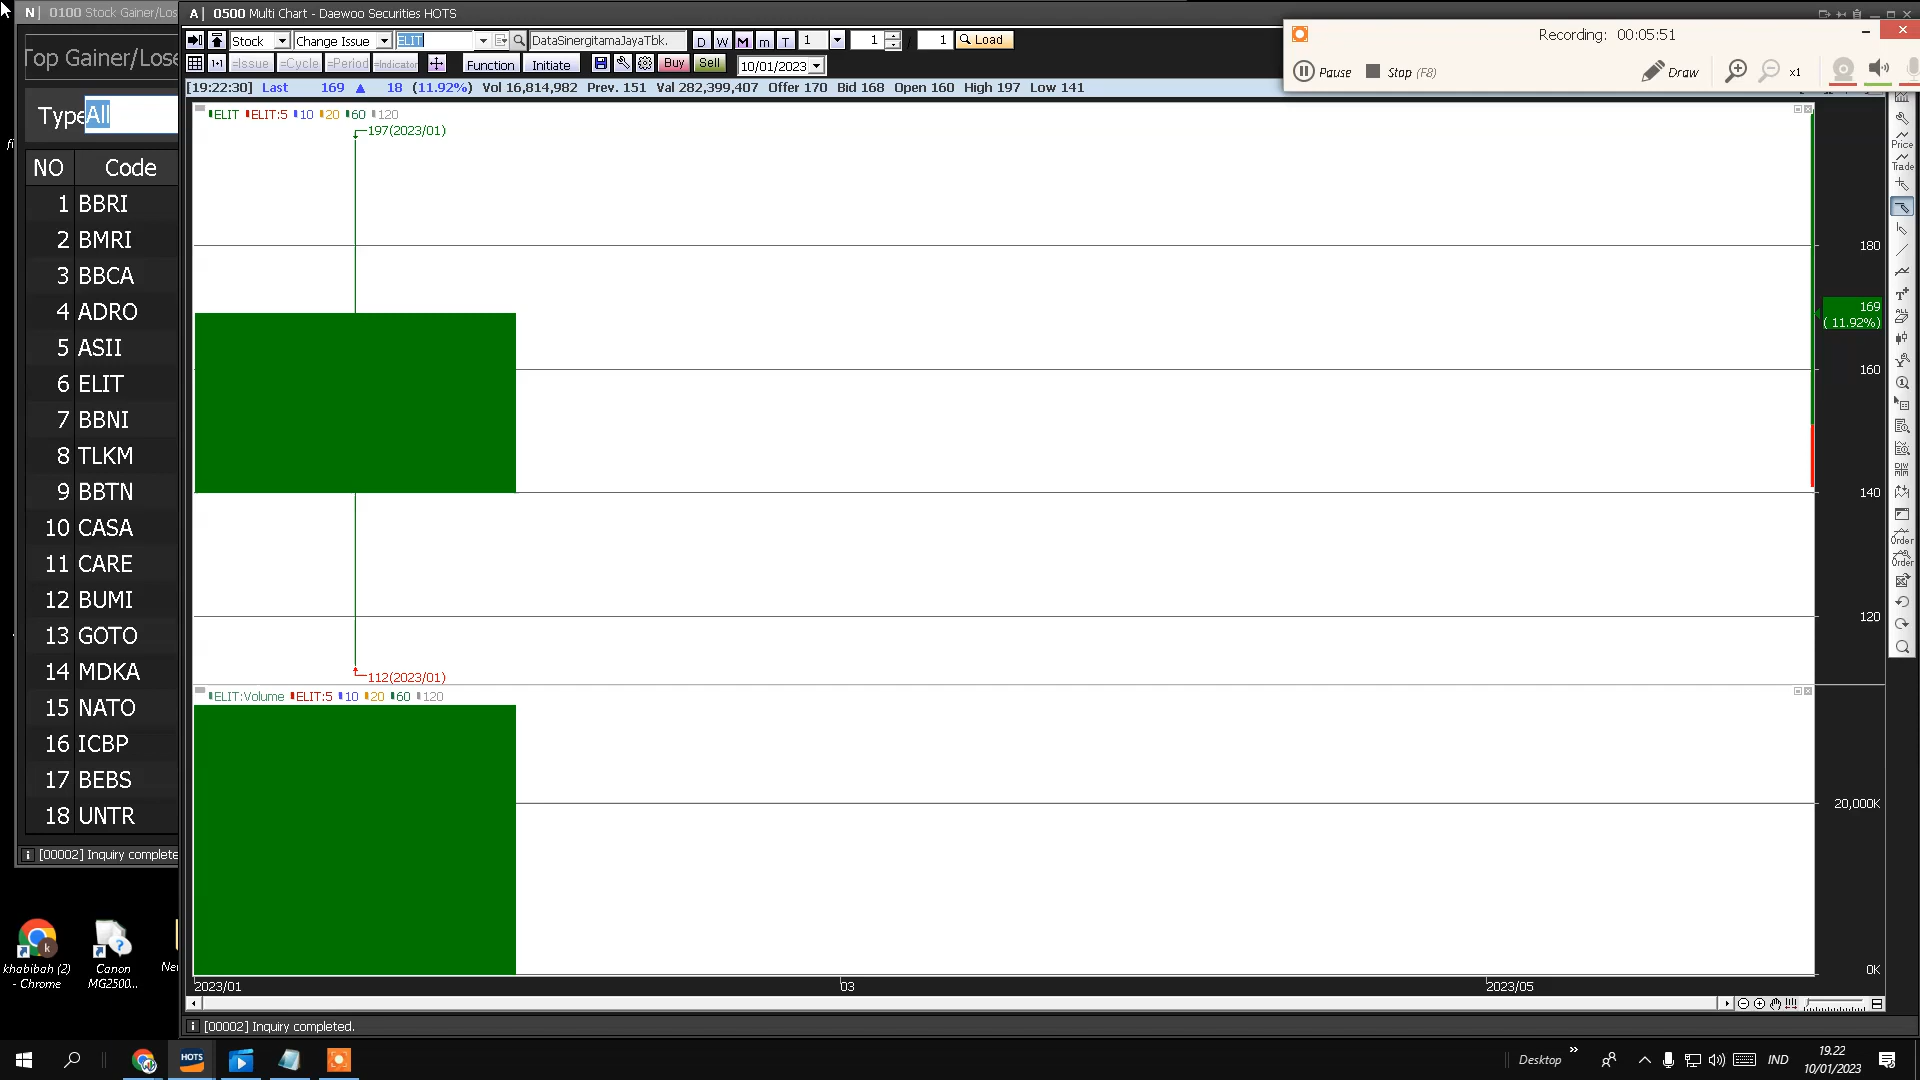 N| 0100 Stock Gainer/Los
A | 0500 Multi Chart - Daewoo Securities HOTS
Stock Change Issue ELIT DataSinergitamaJayaTbk. D W M m T 1 1 1 Load
=Issue =Cycle =Period =Indicator Function Initiate Buy Sell 10/01/2023
[19:22:30] Last 169 ▲ 18 (11.92%) Vol 16,814,982 Prev. 151 Val 282,399,407 Offer 170 Bid 168 Open 160 High 197 Low 141
Recording: 00:05:51
Pause Stop (F8) Draw x1
Top Gainer/Lose
Type All
NO Code
1 BBRI
2 BMRI
3 BBCA
4 ADRO
5 ASII
6 ELIT
7 BBNI
8 TLKM
9 BBTN
10 CASA
11 CARE
12 BUMI
13 GOTO
14 MDKA
15 NATO
16 ICBP
17 BEBS
18 UNTR
[00002] Inquiry complete
ELIT ELIT:5 10 20 60 120
197(2023/01)
180
169
( 11.92%)
160
140
120
112(2023/01)
ELIT:Volume ELIT:5 10 20 60 120
20,000K
0K
2023/01 03 2023/05
Price
Trade
Order
Order
[00002] Inquiry completed.
khabibah (2)
- Chrome
Canon
MG2500...
Ne
HOTS
Desktop
IND
19.22
10/01/2023